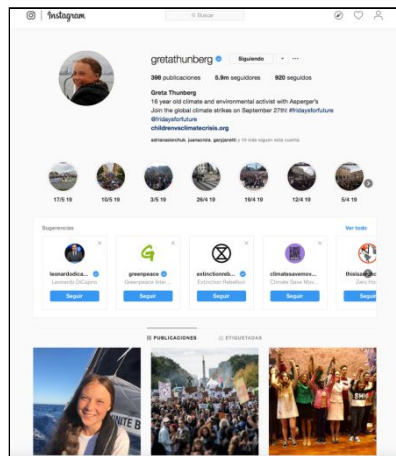 Instagram
Buscar
gretathunberg Siguiendo
398 publicaciones 5.9m seguidores 920 seguidos
Greta Thunberg
16 year old climate and environmental activist with Asperger's
Join the global climate strikes on September 27th! #fridaysforfuture
@fridaysforfuture
childrenvsclimatecrisis.org
17/5 19 10/5 19 3/5 19 26/4 19 19/4 19 12/4 19 5/4 19
Sugerencias Ver todo
leonardodica... greenpeace extinctionreb... climatesavemov...
Leonardo DiCaprio Greenpeace Inter... Extinction Rebellion Climate Save Mov...
Seguir Seguir Seguir Seguir Seguir
PUBLICACIONES ETIQUETADAS